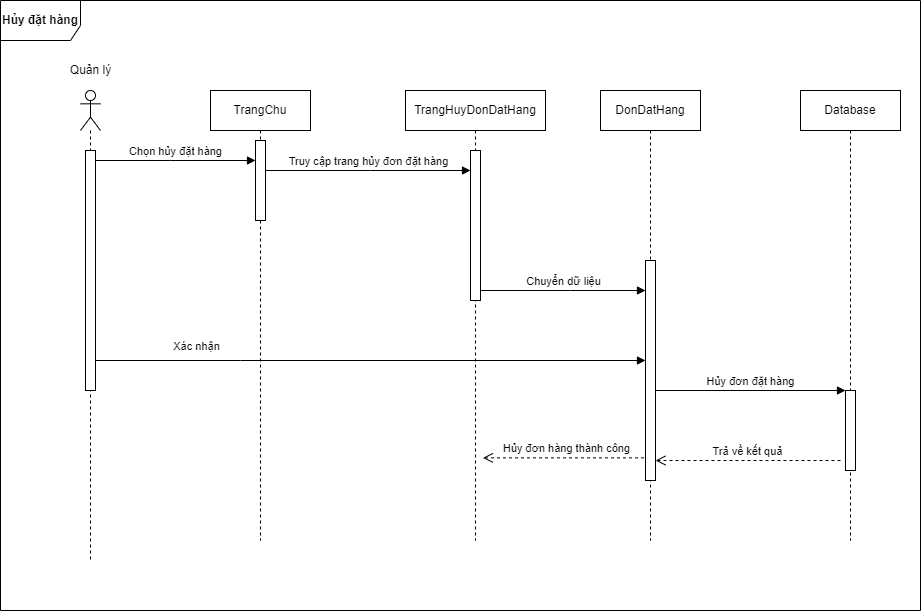 Hủy đặt hàng
Quản lý
TrangChu
TrangHuyDonDatHang
DonDatHang
Database
Chọn hủy đặt hàng
Truy cập trang hủy đơn đặt hàng
Chuyển dữ liệu
Xác nhận
Hủy đơn đặt hàng
Hủy đơn hàng thành công
Trả về kết quả